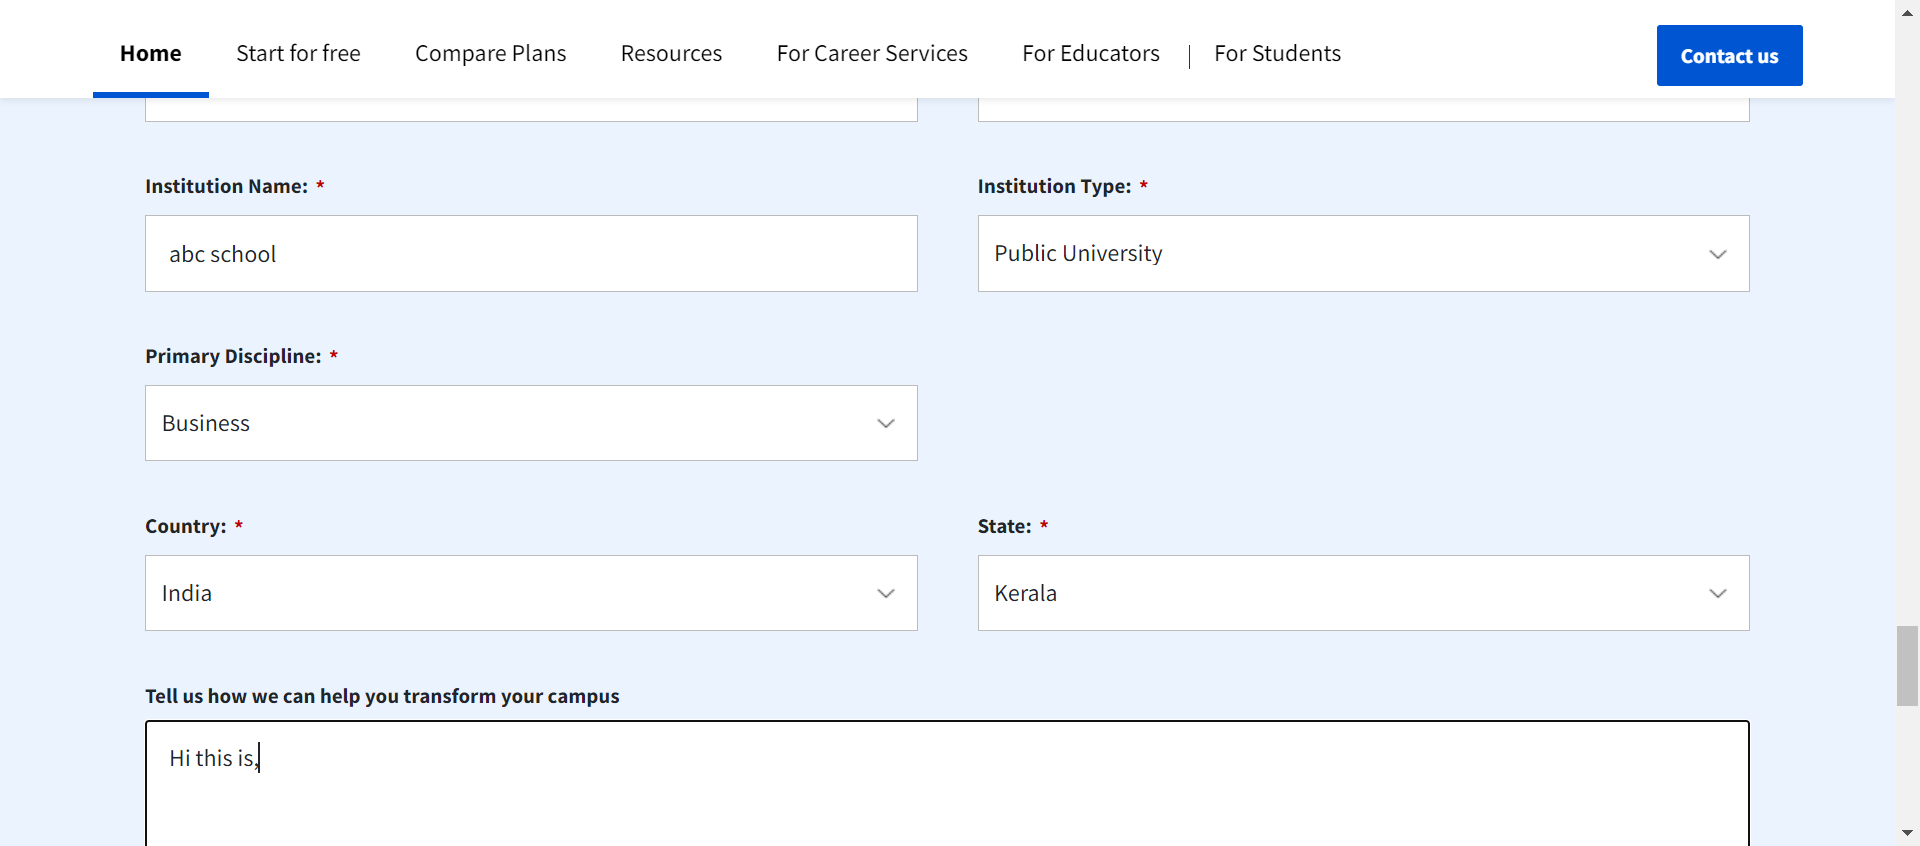 Home Start for free Compare Plans Resources For Career Services For Educators | For Students Contact us
Institution Name: * Institution Type: *
abc school Public University
Primary Discipline: *
Business
Country: * State: *
India Kerala
Tell us how we can help you transform your campus
Hi this is,